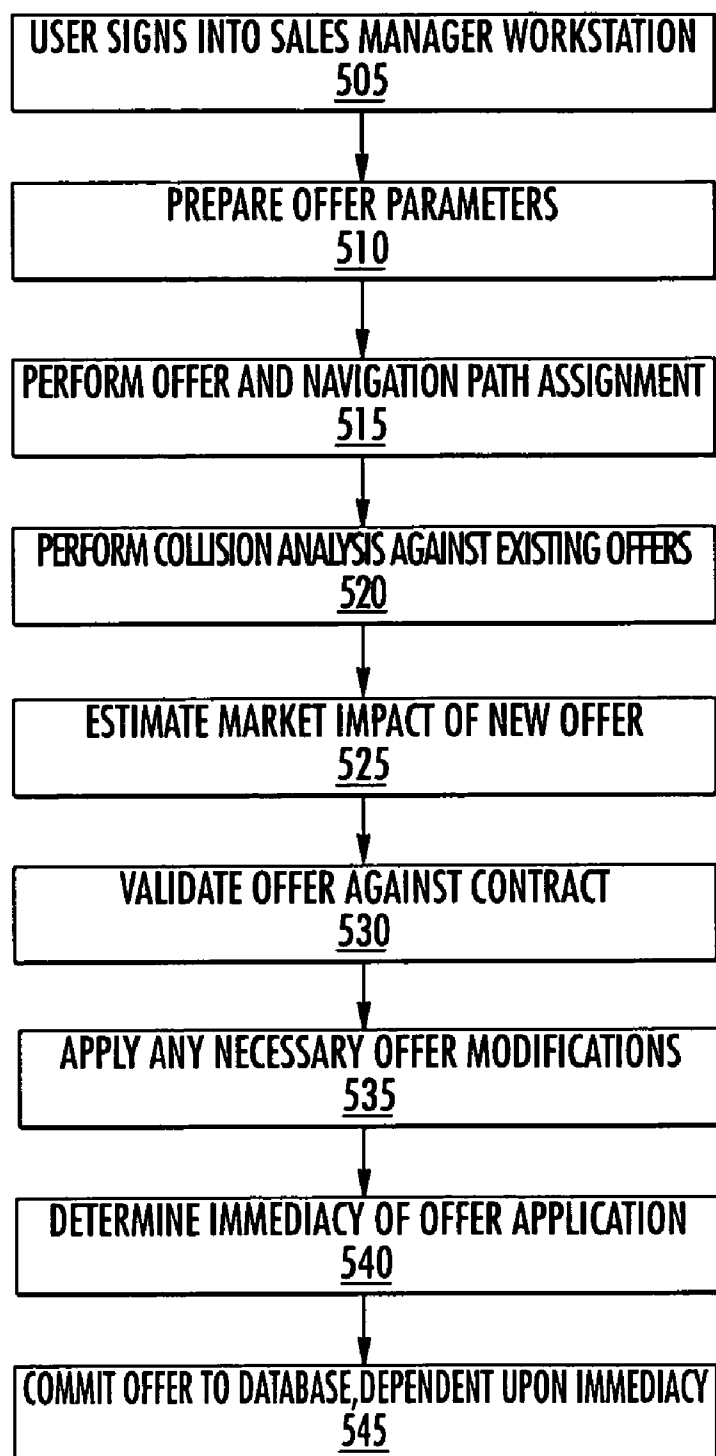 USER SIGNS INTO SALES MANAGER WORKSTATION
505
PREPARE OFFER PARAMETERS
510
PERFORM OFFER AND NAVIGATION PATH ASSIGNMENT
515
PERFORM COLLISION ANALYSIS AGAINST EXISTING OFFERS
520
ESTIMATE MARKET IMPACT OF NEW OFFER
525
VALIDATE OFFER AGAINST CONTRACT
530
APPLY ANY NECESSARY OFFER MODIFICATIONS
535
DETERMINE IMMEDIACY OF OFFER APPLICATION
540
COMMIT OFFER TO DATABASE,DEPENDENT UPON IMMEDIACY
545